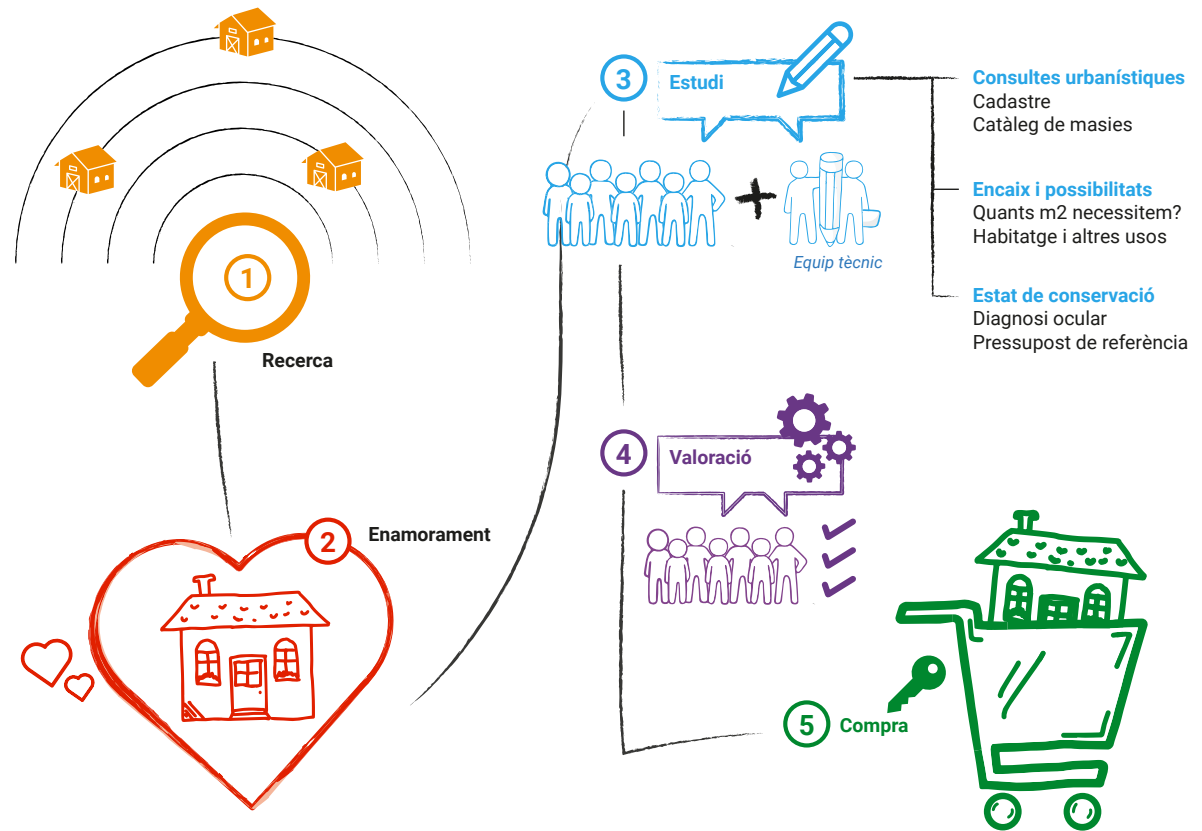 1
Recerca
2
Enamorament
3
Estudi
Equip tècnic
Consultes urbanístiques
Cadastre
Catàleg de masies
Encaix i possibilitats
Quants m2 necessitem?
Habitatge i altres usos
Estat de conservació
Diagnosi ocular
Pressupost de referència
4
Valoració
5
Compra